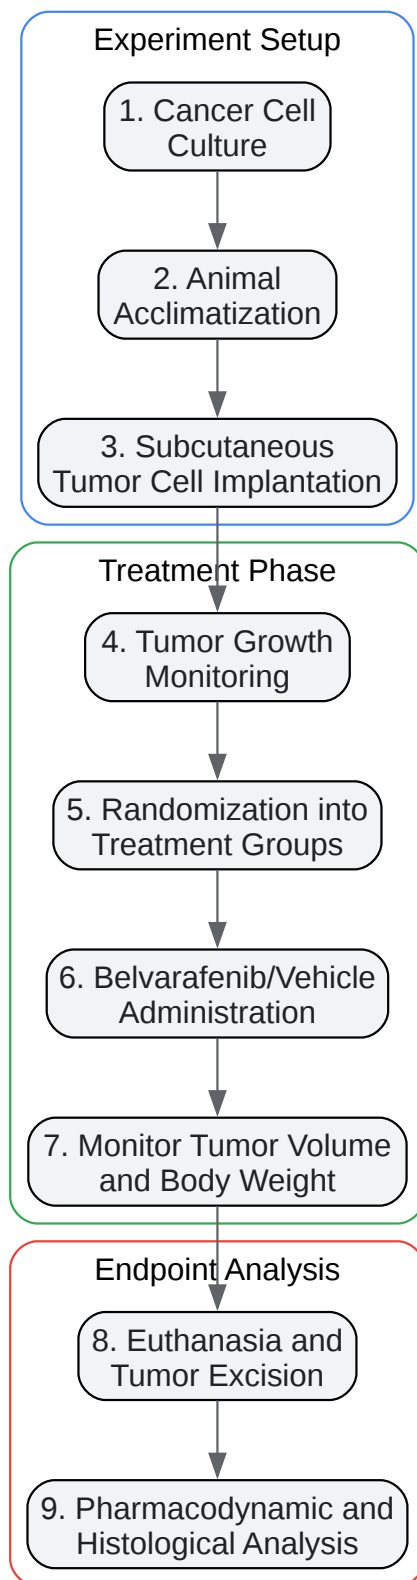 Experiment Setup
1. Cancer Cell
Culture
2. Animal
Acclimatization
3. Subcutaneous
Tumor Cell Implantation
Treatment Phase
4. Tumor Growth
Monitoring
5. Randomization into
Treatment Groups
6. Belvarafenib/Vehicle
Administration
7. Monitor Tumor Volume
and Body Weight
Endpoint Analysis
8. Euthanasia and
Tumor Excision
9. Pharmacodynamic and
Histological Analysis